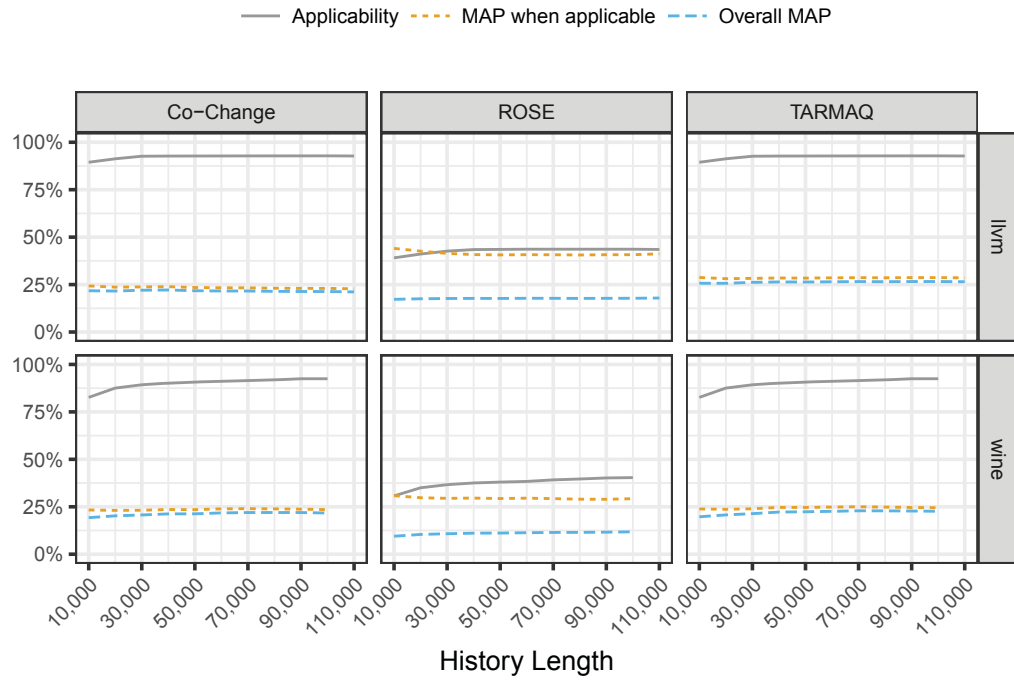 Applicability MAP when applicable Overall MAP
Co−Change ROSE TARMAQ
100%
75%
50%
25%
0%
llvm
100%
75%
50%
25%
0%
wine
10,000 30,000 50,000 70,000 90,000 110,000 10,000 30,000 50,000 70,000 90,000 110,000 10,000 30,000 50,000 70,000 90,000 110,000
History Length